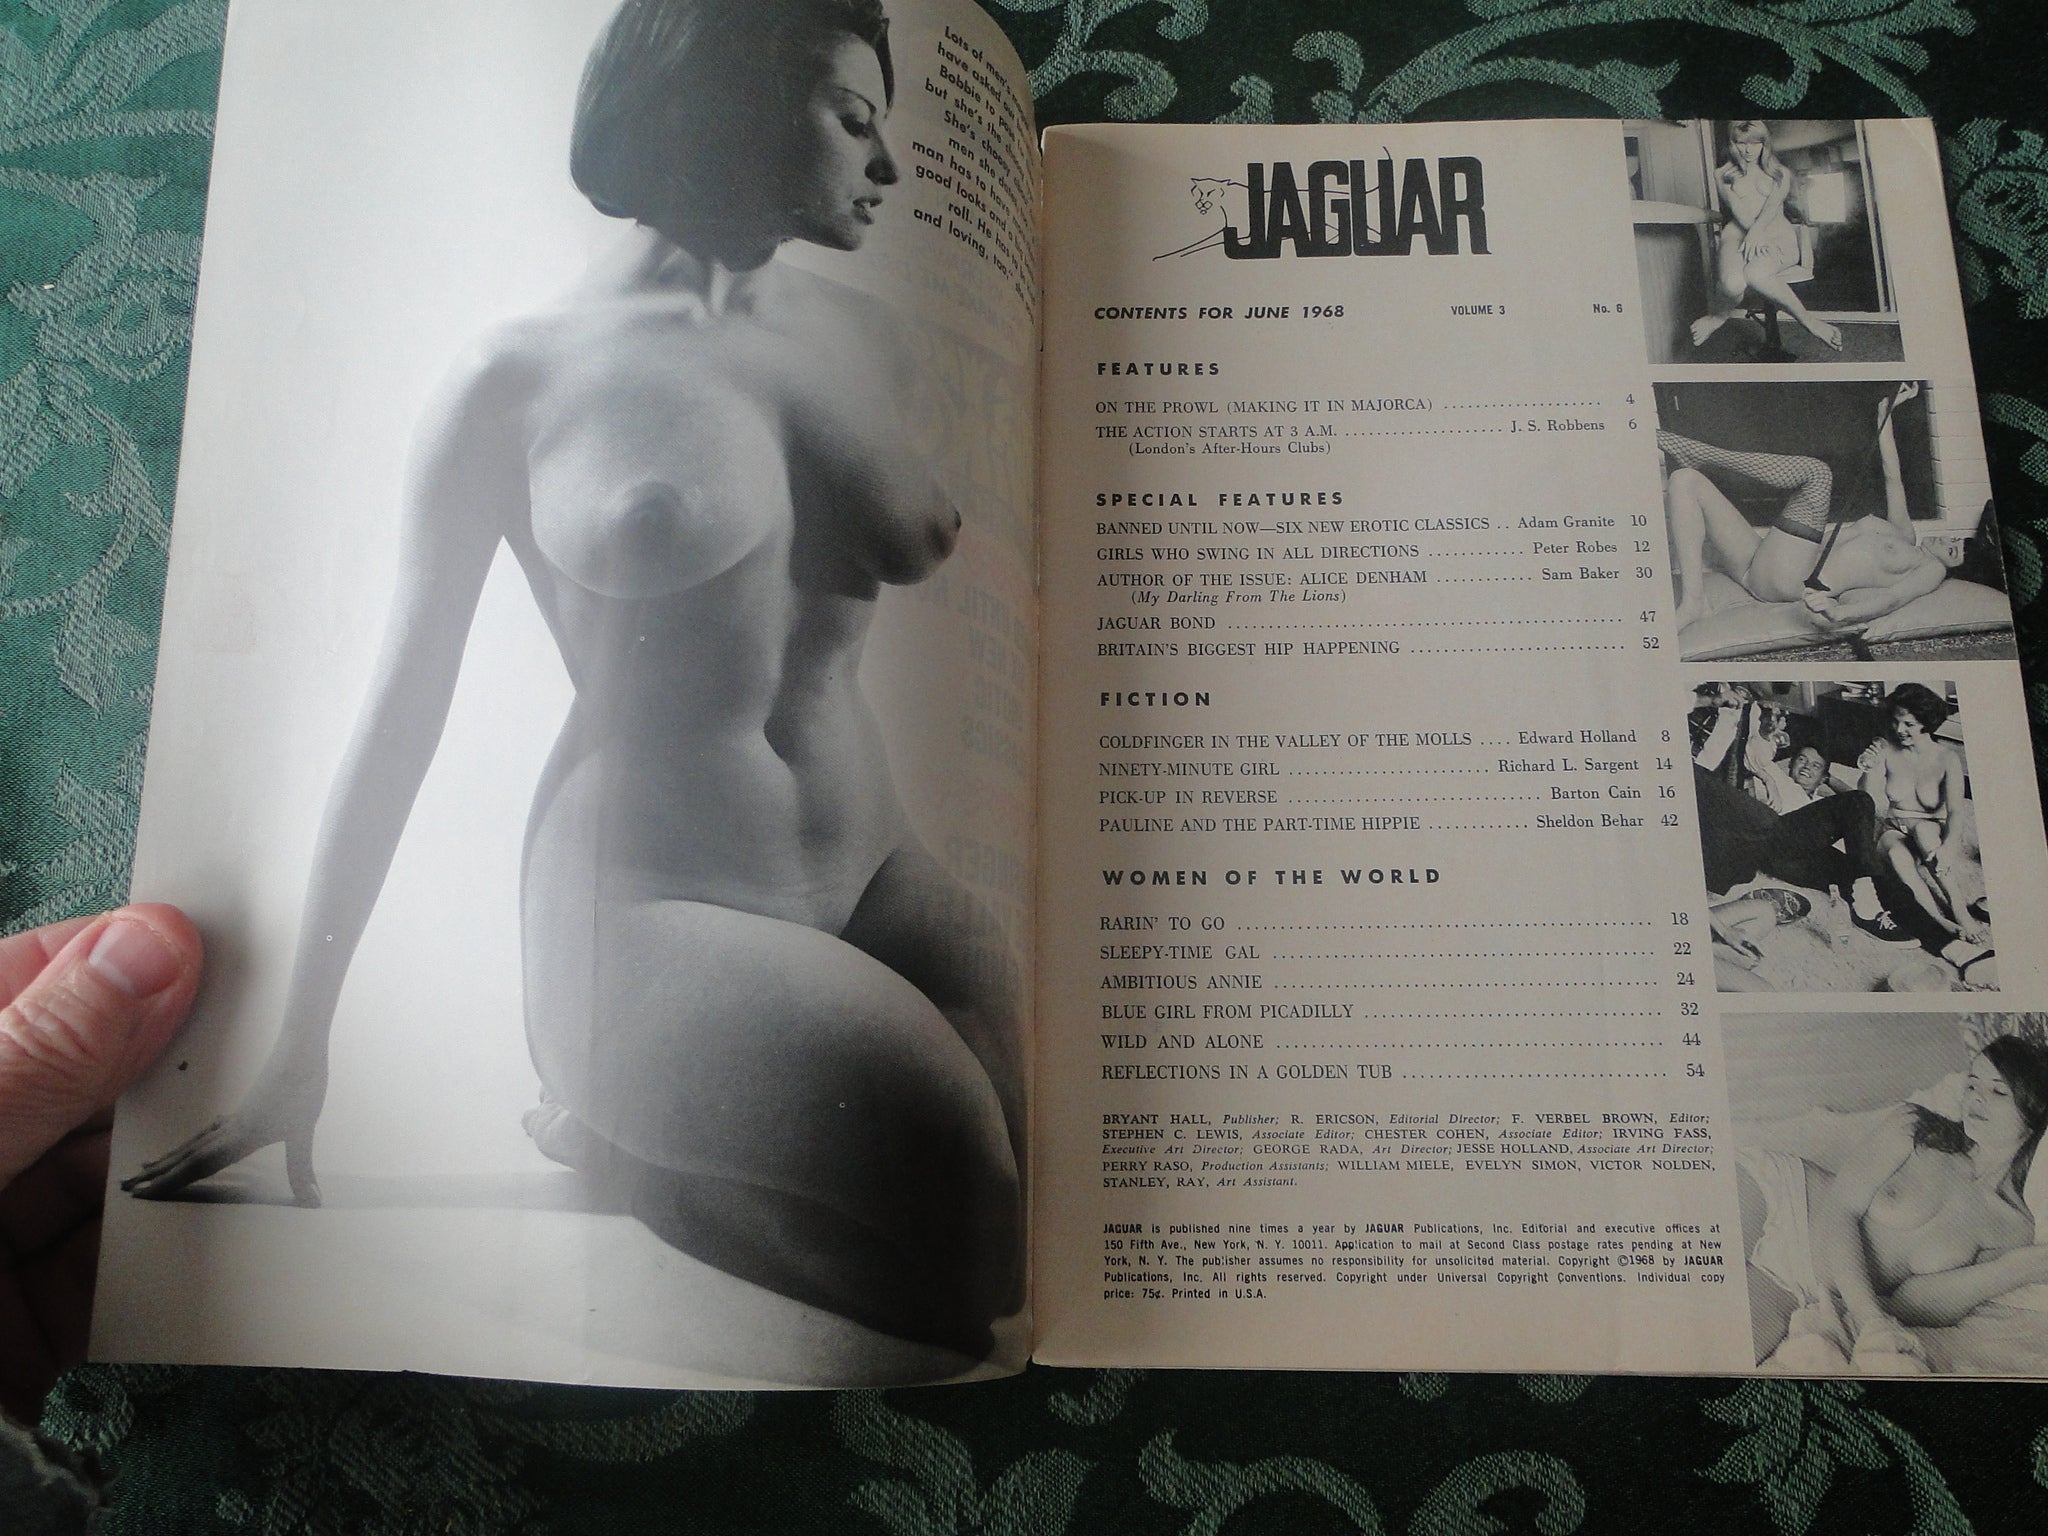 Lots of men's
have asked our
Bobbie to pose for
but she's the choosy
She's choosy about
men she dates, too.
man has to have
good looks and a big
roll. He has to be
and loving, too,"
JAGUAR
CONTENTS FOR JUNE 1968 VOLUME 3 No. 6
FEATURES
ON THE PROWL (MAKING IT IN MAJORCA) .................... 4
THE ACTION STARTS AT 3 A.M. .................... J. S. Robbens 6
(London's After-Hours Clubs)
SPECIAL FEATURES
BANNED UNTIL NOW—SIX NEW EROTIC CLASSICS .. Adam Granite 10
GIRLS WHO SWING IN ALL DIRECTIONS ............ Peter Robes 12
AUTHOR OF THE ISSUE: ALICE DENHAM ............ Sam Baker 30
(My Darling From The Lions)
JAGUAR BOND .................................................. 47
BRITAIN'S BIGGEST HIP HAPPENING ........................... 52
FICTION
COLDFINGER IN THE VALLEY OF THE MOLLS .... Edward Holland 8
NINETY-MINUTE GIRL ......................... Richard L. Sargent 14
PICK-UP IN REVERSE ................................ Barton Cain 16
PAULINE AND THE PART-TIME HIPPIE ............ Sheldon Behar 42
WOMEN OF THE WORLD
RARIN' TO GO .................................................. 18
SLEEPY-TIME GAL .............................................. 22
AMBITIOUS ANNIE .............................................. 24
BLUE GIRL FROM PICADILLY .................................. 32
WILD AND ALONE .............................................. 44
REFLECTIONS IN A GOLDEN TUB .............................. 54
BRYANT HALL, Publisher; R. ERICSON, Editorial Director; F. VERBEL BROWN, Editor;
STEPHEN C. LEWIS, Associate Editor; CHESTER COHEN, Associate Editor; IRVING FASS,
Executive Art Director; GEORGE RADA, Art Director; JESSE HOLLAND, Associate Art Director;
PERRY RASO, Production Assistants; WILLIAM MIELE, EVELYN SIMON, VICTOR NOLDEN,
STANLEY, RAY, Art Assistant.
JAGUAR is published nine times a year by JAGUAR Publications, Inc. Editorial and executive offices at
150 Fifth Ave., New York, N. Y. 10011. Application to mail at Second Class postage rates pending at New
York, N. Y. The publisher assumes no responsibility for unsolicited material. Copyright ©1968 by JAGUAR
Publications, Inc. All rights reserved. Copyright under Universal Copyright Conventions. Individual copy
price: 75¢. Printed in U.S.A.